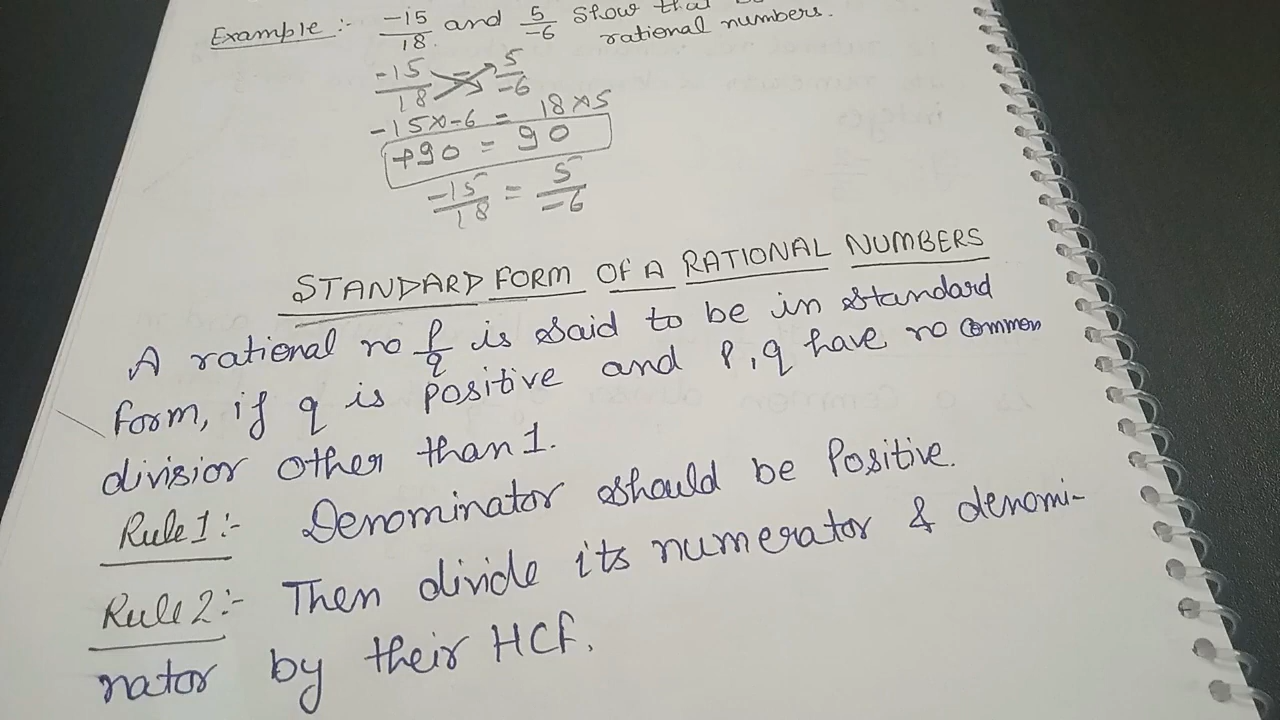 Example :- -15/18 and 5/-6 Show that
rational numbers.
-15/18 = 5/-6
-15×-6 = 18×5
+90 = 90
-15/18 = 5/-6
STANDARD FORM OF A RATIONAL NUMBERS
A rational no p/q is said to be in standard
form, if q is positive and p,q have no common
divisior other than 1.
Rule 1:- Denominator should be Positive.
Rule 2:- Then divide its numerator & denomi-
nator by their HCF.